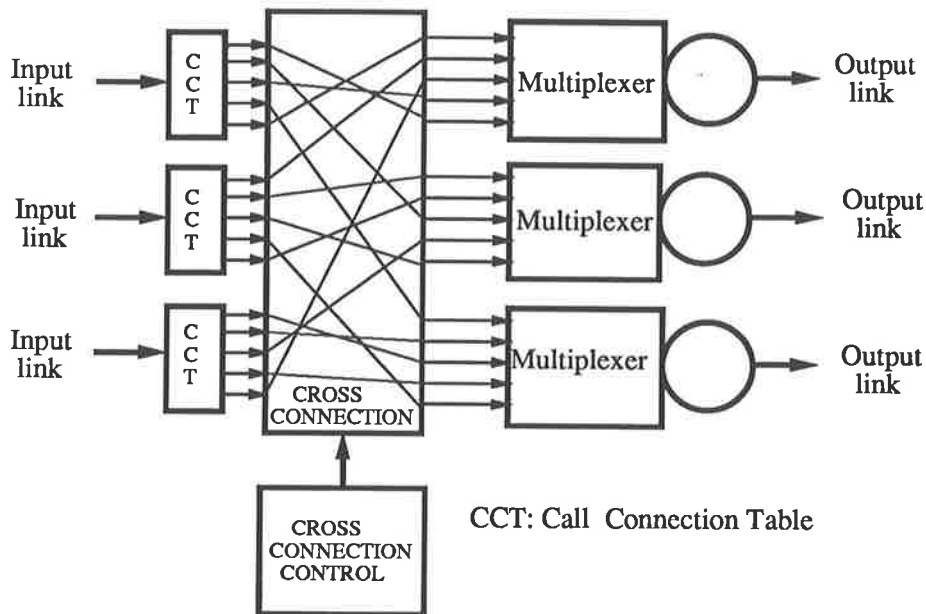 Input
link
C
C
T
Multiplexer
Output
link
Input
link
C
C
T
Multiplexer
Output
link
Input
link
C
C
T
Multiplexer
Output
link
CROSS
CONNECTION
CROSS
CONNECTION
CONTROL
CCT: Call Connection Table